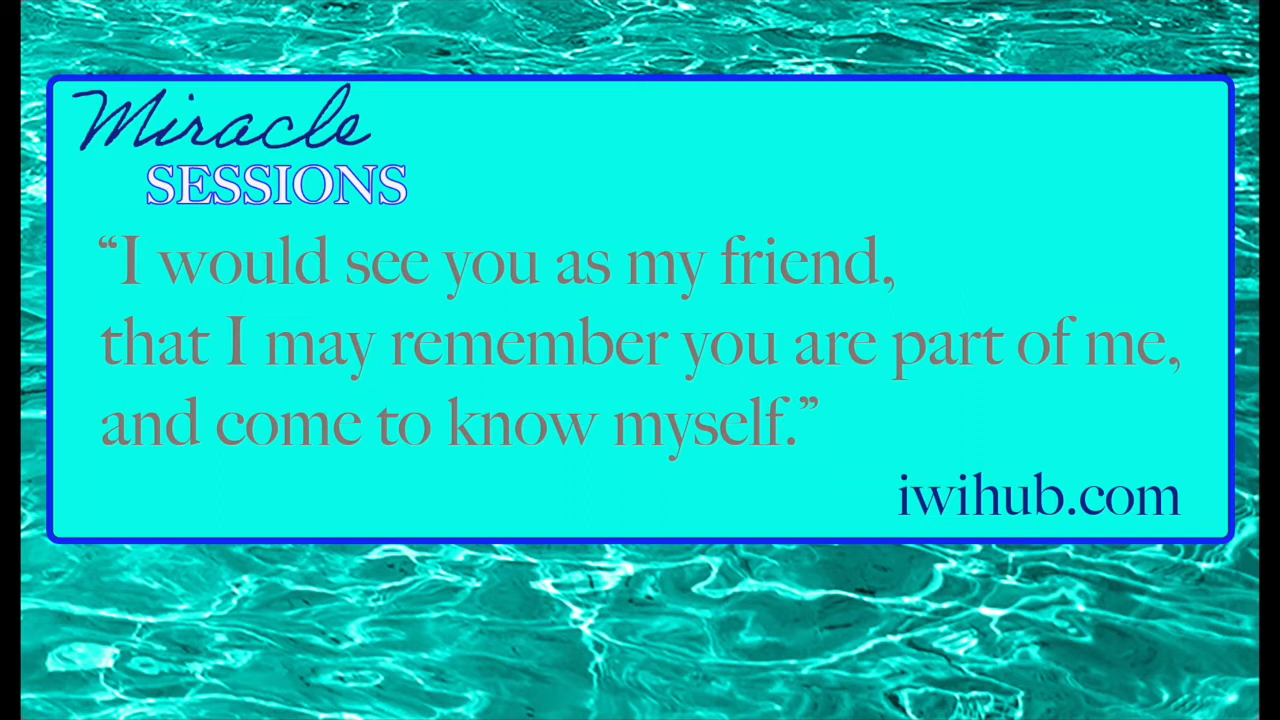 Miracle
SESSIONS
“I would see you as my friend,
that I may remember you are part of me,
and come to know myself.”
iwihub.com